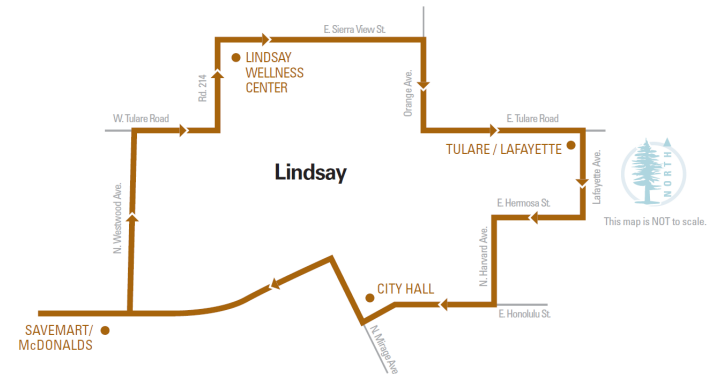 E. Sierra View St.
LINDSAY
WELLNESS
CENTER
Rd. 214
Orange Ave.
W. Tulare Road
E. Tulare Road
TULARE / LAFAYETTE
Lafayette Ave.
NORTH
This map is NOT to scale.
Lindsay
N. Westwood Ave.
E. Hermosa St.
N. Harvard Ave.
CITY HALL
E. Honolulu St.
N. Mirage Ave
SAVEMART/
McDONALDS